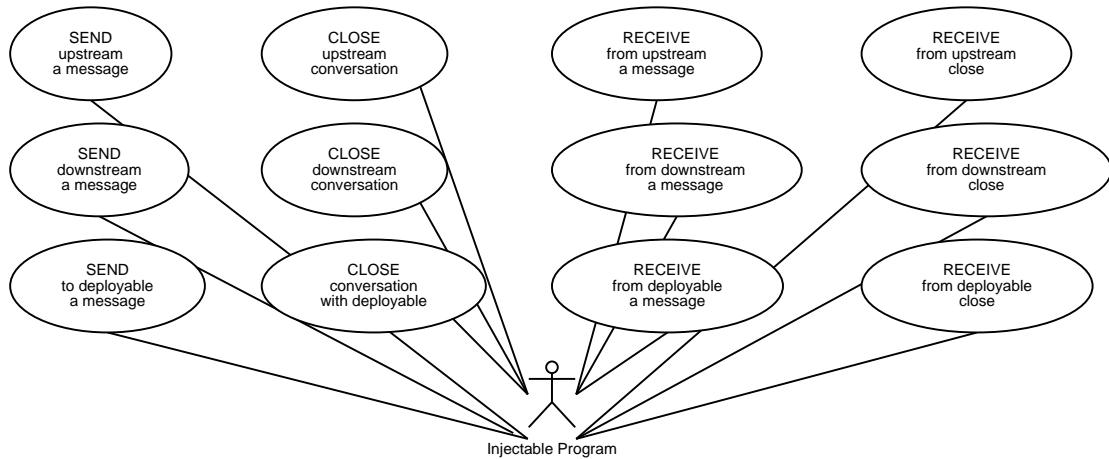 SEND
upstream
a message
CLOSE
upstream
conversation
RECEIVE
from upstream
a message
RECEIVE
from upstream
close
SEND
downstream
a message
CLOSE
downstream
conversation
RECEIVE
from downstream
a message
RECEIVE
from downstream
close
SEND
to deployable
a message
CLOSE
conversation
with deployable
RECEIVE
from deployable
a message
RECEIVE
from deployable
close
Injectable Program